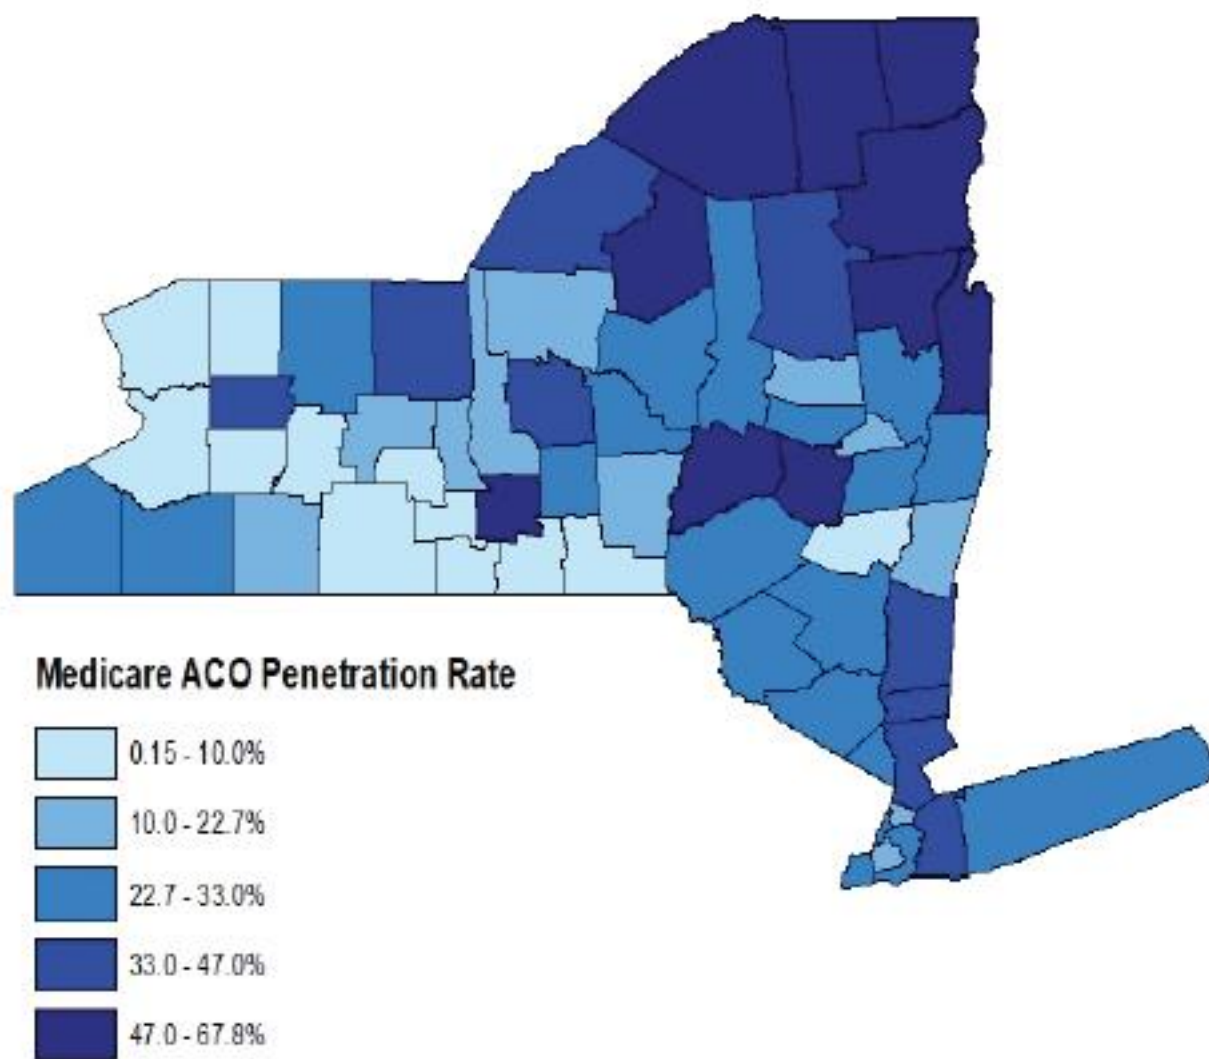 Medicare ACO Penetration Rate
0.15 - 10.0%
10.0 - 22.7%
22.7 - 33.0%
33.0 - 47.0%
47.0 - 67.8%